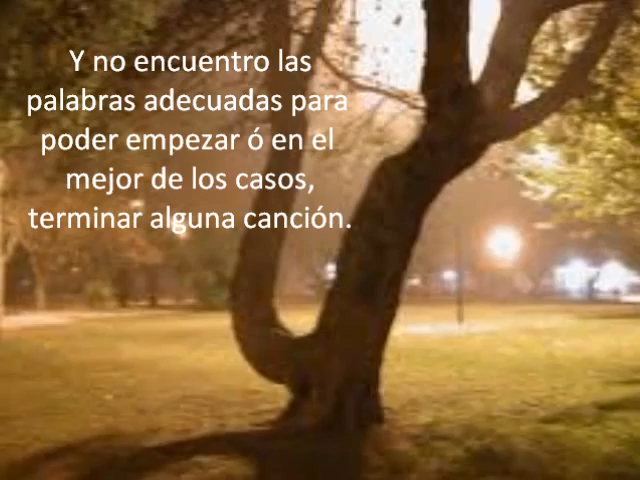 Y no encuentro las
palabras adecuadas para
poder empezar ó en el
mejor de los casos,
terminar alguna canción.